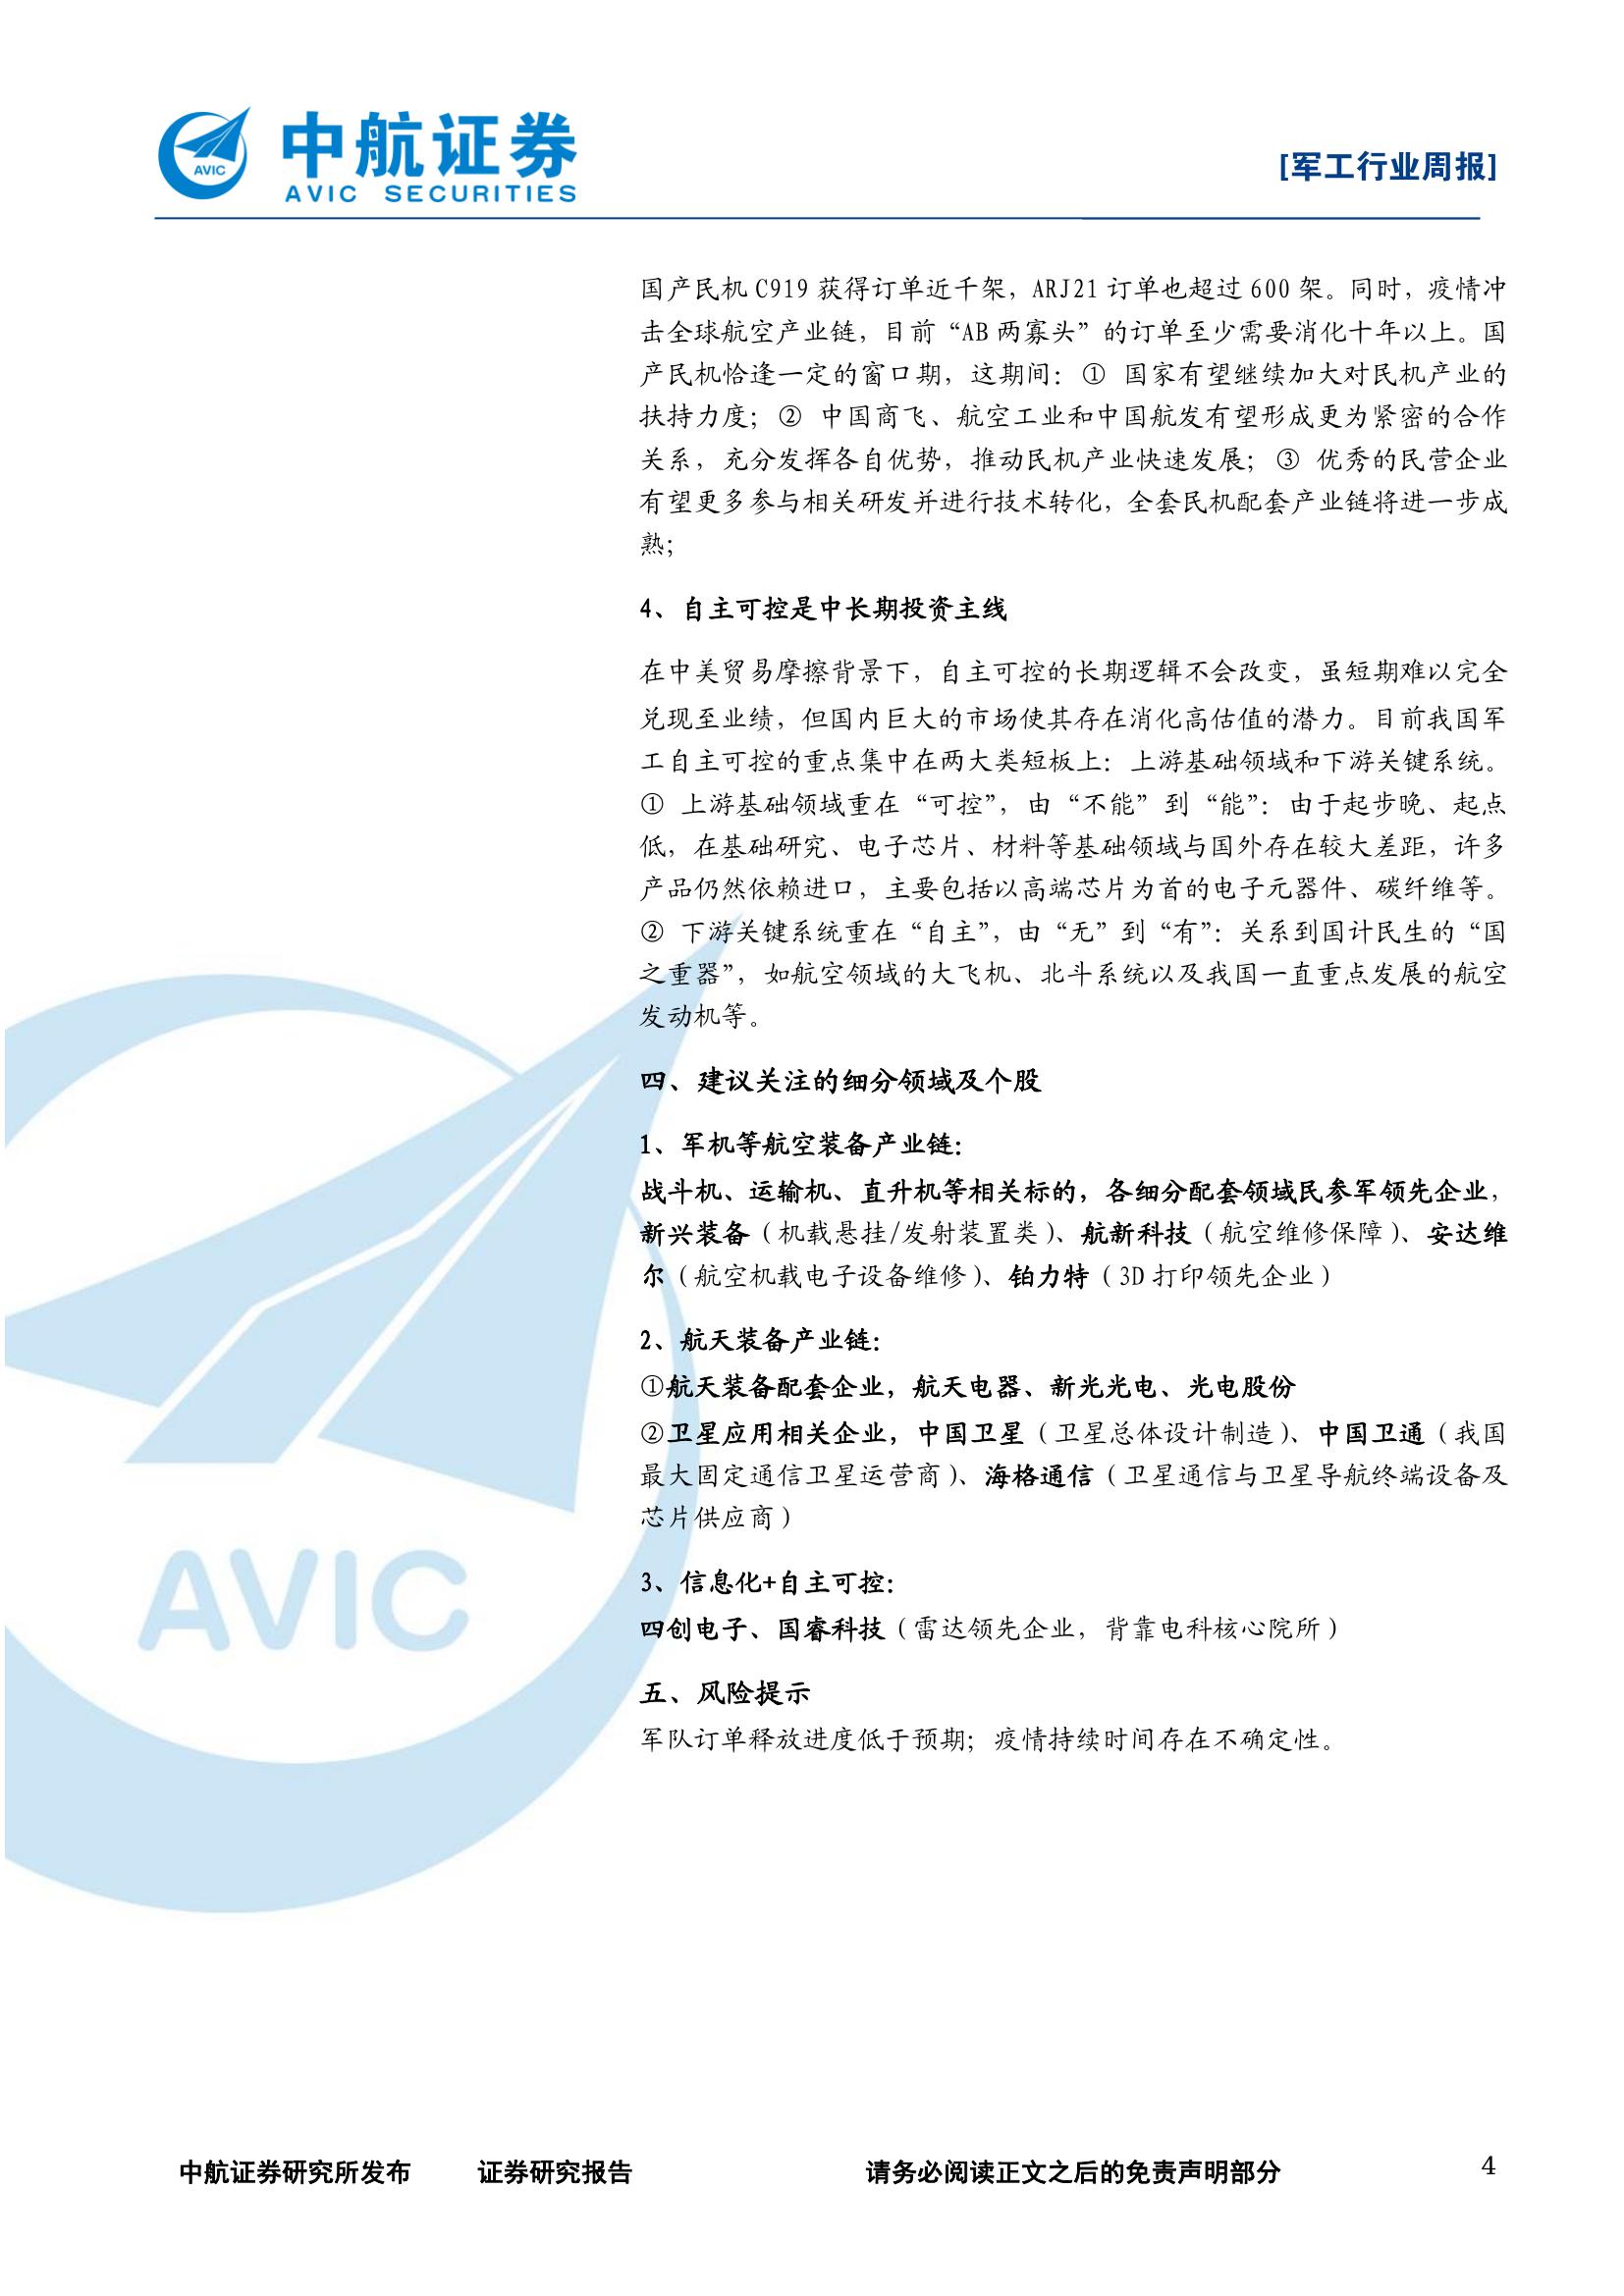 AVIC
中航证券
AVIC SECURITIES
[军工行业周报]
国产民机 C919 获得订单近千架，ARJ21 订单也超过 600 架。同时，疫情冲
击全球航空产业链，目前“AB 两寡头”的订单至少需要消化十年以上。国
产民机恰逢一定的窗口期，这期间：① 国家有望继续加大对民机产业的
扶持力度；② 中国商飞、航空工业和中国航发有望形成更为紧密的合作
关系，充分发挥各自优势，推动民机产业快速发展；③ 优秀的民营企业
有望更多参与相关研发并进行技术转化，全套民机配套产业链将进一步成
熟；
4、自主可控是中长期投资主线
在中美贸易摩擦背景下，自主可控的长期逻辑不会改变，虽短期难以完全
兑现至业绩，但国内巨大的市场使其存在消化高估值的潜力。目前我国军
工自主可控的重点集中在两大类短板上：上游基础领域和下游关键系统。
① 上游基础领域重在“可控”，由“不能”到“能”：由于起步晚、起点
低，在基础研究、电子芯片、材料等基础领域与国外存在较大差距，许多
产品仍然依赖进口，主要包括以高端芯片为首的电子元器件、碳纤维等。
② 下游关键系统重在“自主”，由“无”到“有”：关系到国计民生的“国
之重器”，如航空领域的大飞机、北斗系统以及我国一直重点发展的航空
发动机等。
四、建议关注的细分领域及个股
1、军机等航空装备产业链：
战斗机、运输机、直升机等相关标的，各细分配套领域民参军领先企业，
新兴装备（机载悬挂/发射装置类）、航新科技（航空维修保障）、安达维
尔（航空机载电子设备维修）、铂力特（3D 打印领先企业）
2、航天装备产业链：
①航天装备配套企业，航天电器、新光光电、光电股份
②卫星应用相关企业，中国卫星（卫星总体设计制造）、中国卫通（我国
最大固定通信卫星运营商）、海格通信（卫星通信与卫星导航终端设备及
芯片供应商）
3、信息化+自主可控：
四创电子、国睿科技（雷达领先企业，背靠电科核心院所）
五、风险提示
军队订单释放进度低于预期；疫情持续时间存在不确定性。
AVIC
中航证券研究所发布 证券研究报告 请务必阅读正文之后的免责声明部分 4